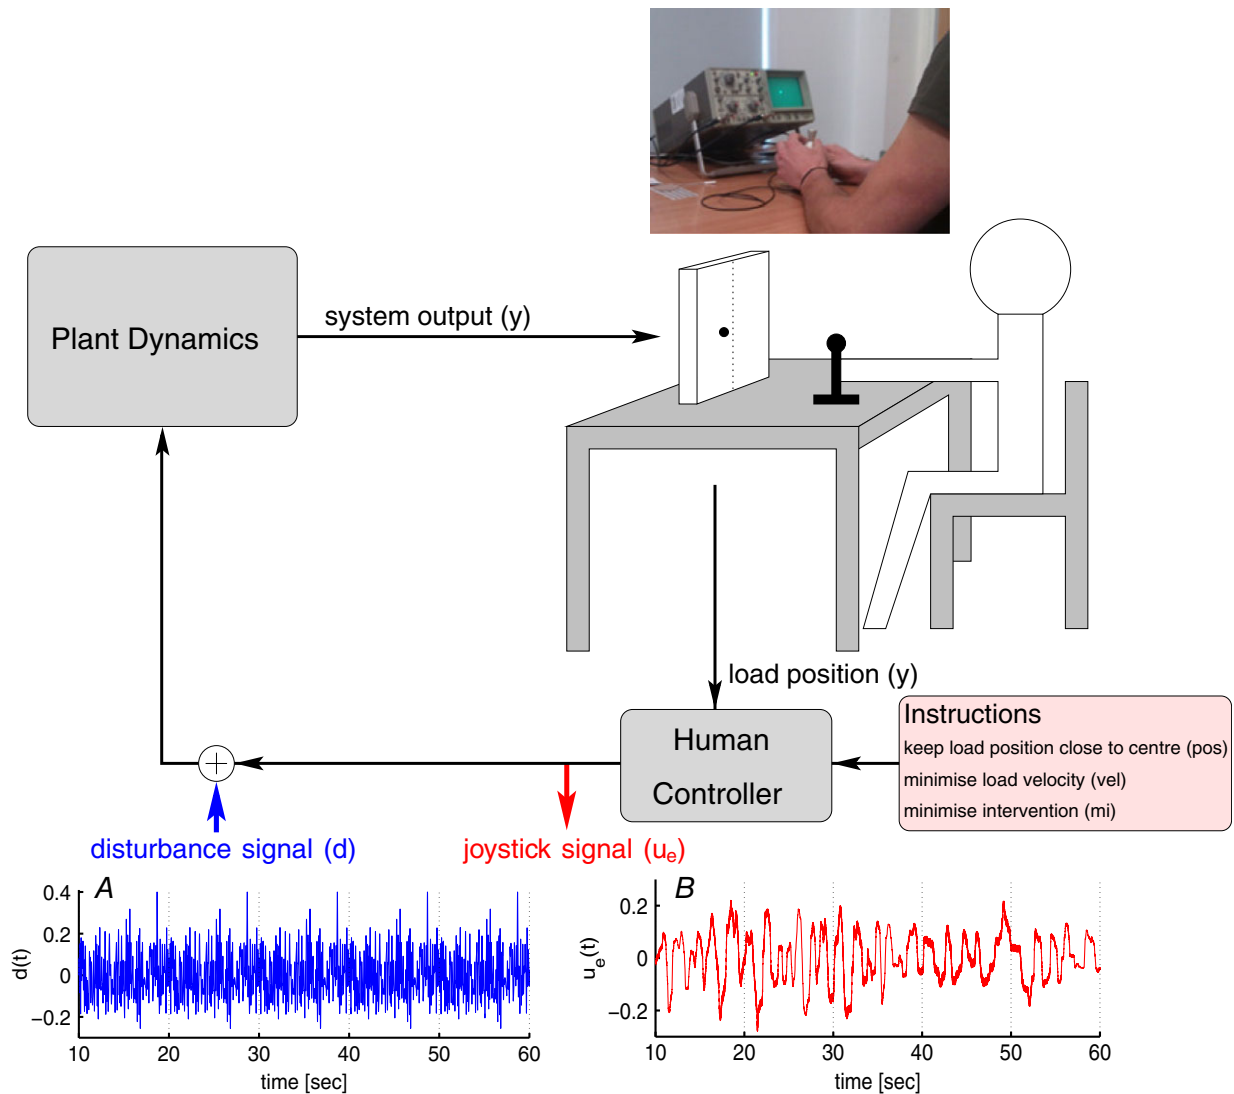 Plant Dynamics
system output (y)
load position (y)
Human
Controller
Instructions
keep load position close to centre (pos)
minimise load velocity (vel)
minimise intervention (mi)
+
disturbance signal (d)
joystick signal (uₑ)
A
0.4
0.2
0
−0.2
d(t)
10 20 30 40 50 60
time [sec]
B
0.2
0
−0.2
uₑ(t)
10 20 30 40 50 60
time [sec]